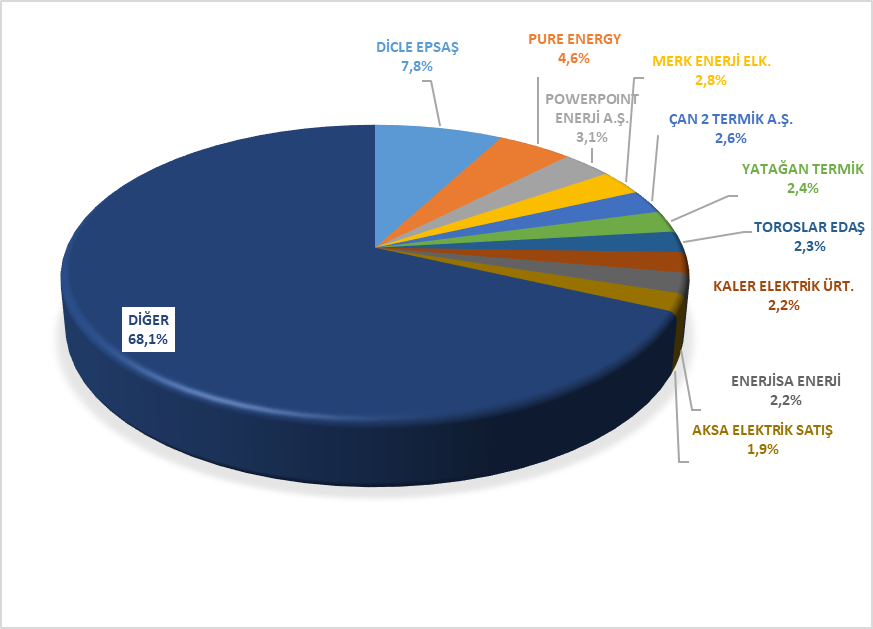 DİCLE EPSAŞ
7,8%
PURE ENERGY
4,6%
MERK ENERJİ ELK.
2,8%
POWERPOINT
ENERJİ A.Ş.
3,1%
ÇAN 2 TERMİK A.Ş.
2,6%
YATAĞAN TERMİK
2,4%
TOROSLAR EDAŞ
2,3%
KALER ELEKTRİK ÜRT.
2,2%
ENERJİSA ENERJİ
2,2%
AKSA ELEKTRİK SATIŞ
1,9%
DİĞER
68,1%